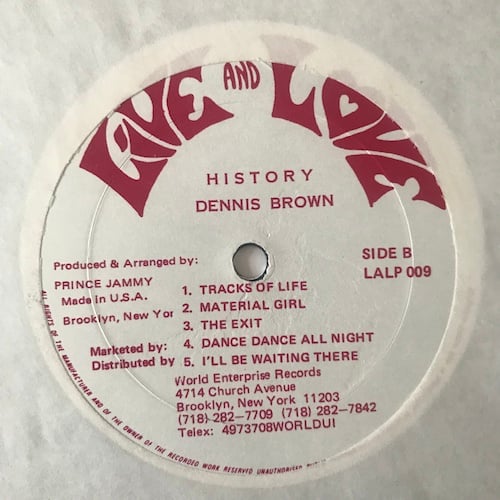 LIVE AND LOVE
HISTORY
DENNIS BROWN
Produced & Arranged by:
PRINCE JAMMY
Made in U.S.A.
Brooklyn, New Yor
Marketed by:
Distributed by
SIDE B
LALP 009
1. TRACKS OF LIFE
2. MATERIAL GIRL
3. THE EXIT
4. DANCE DANCE ALL NIGHT
5. I'LL BE WAITING THERE
World Enterprise Records
4714 Church Avenue
Brooklyn, New York 11203
(718)-282-7709 (718) 282-7842
Telex: 4973708WORLDUI
ALL RIGHTS OF THE MANUFACTURER AND OF THE OWNER OF THE RECORDED WORK RESERVED UNAUTHORISED